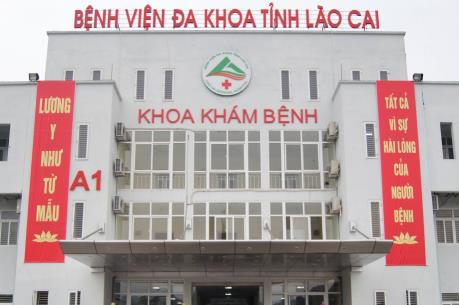 BỆNH VIỆN ĐA KHOA TỈNH LÀO CAI
KHOA KHÁM BỆNH
A1
LƯƠNG
Y
NHƯ
TỪ
MẪU
TẤT CẢ
VÌ SỰ
HÀI LÒNG
CỦA
NGƯỜI
BỆNH